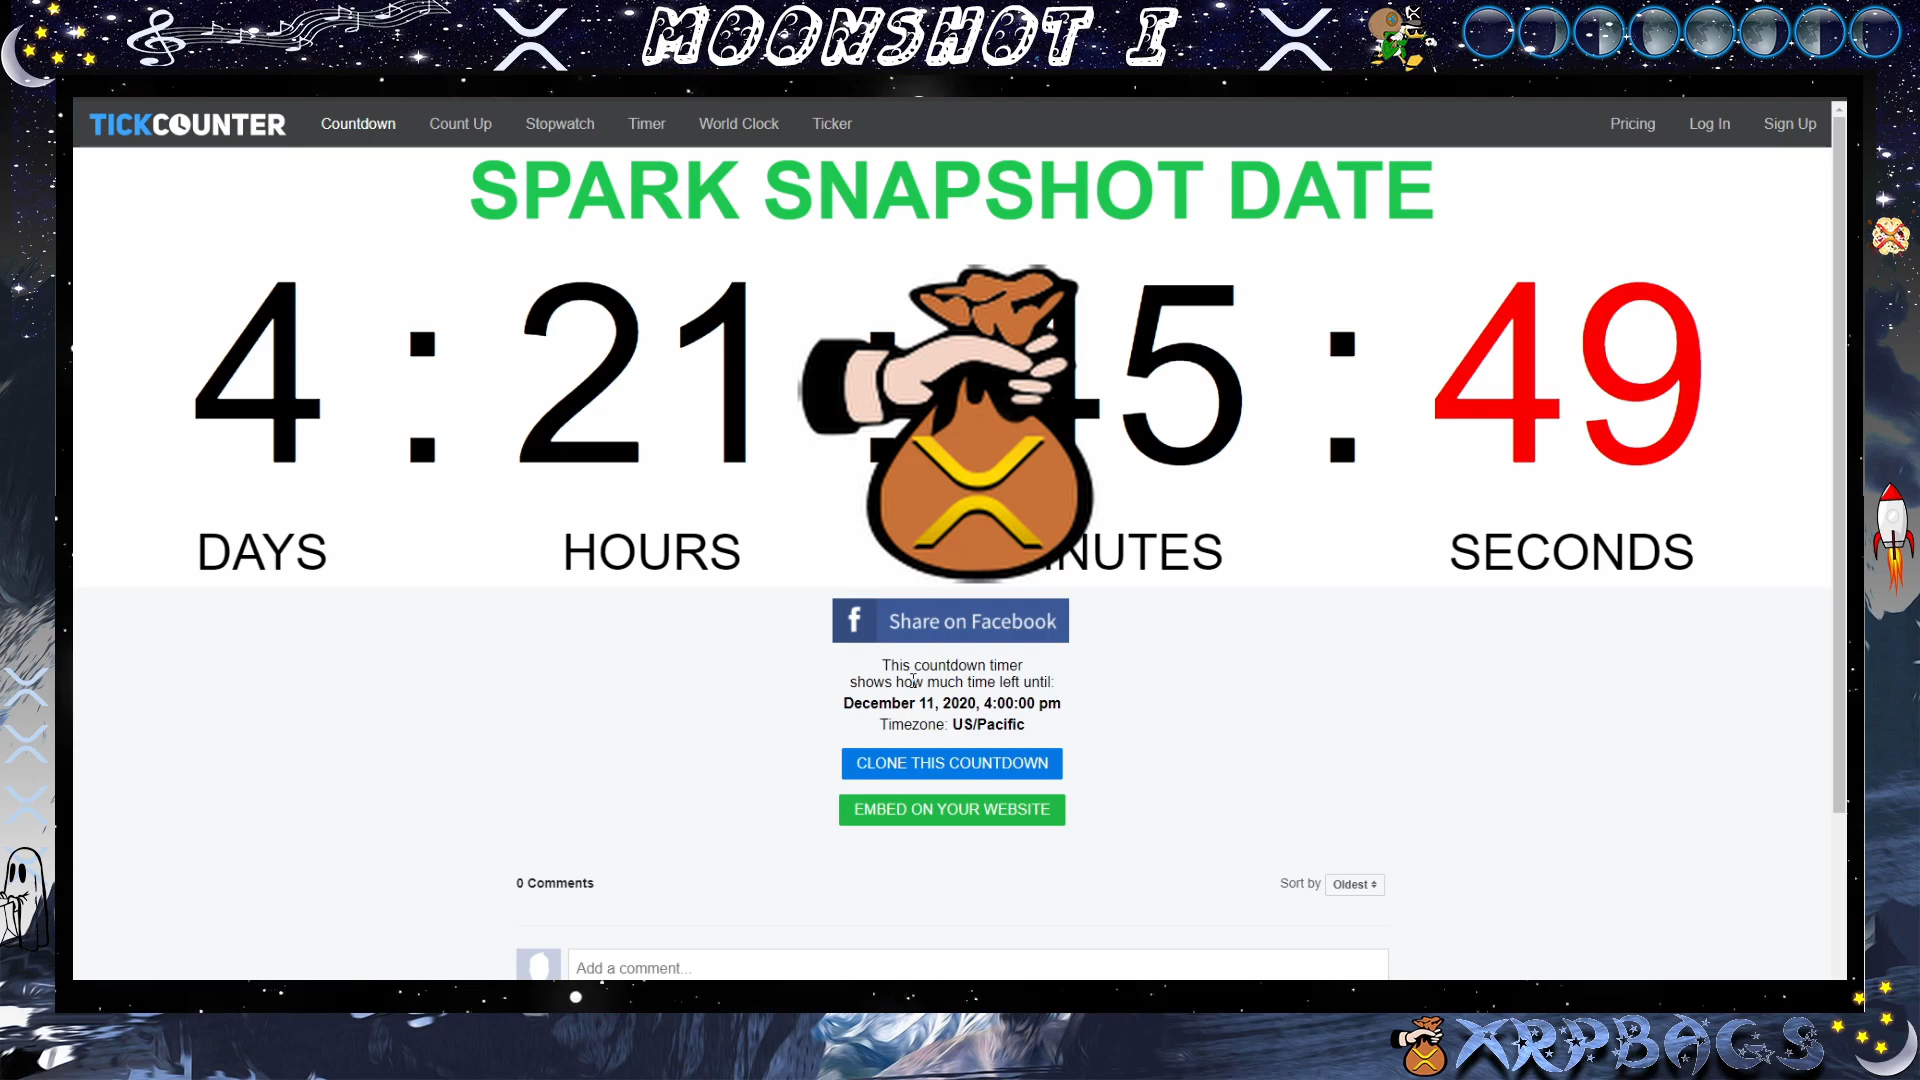 MOONSHOT I
TICKCOUNTER
Countdown
Count Up
Stopwatch
Timer
World Clock
Ticker
Pricing
Log In
Sign Up
SPARK SNAPSHOT DATE
4 : 21 : 45 : 49
DAYS
HOURS
NUTES
SECONDS
f Share on Facebook
This countdown timer
shows how much time left until:
December 11, 2020, 4:00:00 pm
Timezone: US/Pacific
CLONE THIS COUNTDOWN
EMBED ON YOUR WEBSITE
0 Comments
Sort by Oldest
Add a comment...
XRPBAGS